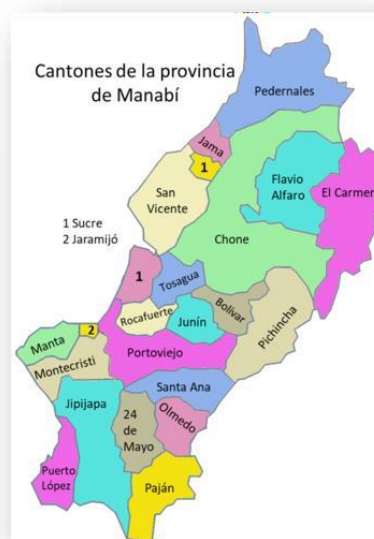 Cantones de la provincia
de Manabí
Pedernales
Jama
1
San
Vicente
Flavio
Alfaro
El Carmen
Chone
1 Sucre
2 Jaramijó
1
Tosagua
Rocafuerte
Junín
Bolívar
Pichincha
Manta
2
Montecristi
Portoviejo
Santa Ana
Jipijapa
24
de
Mayo
Olmedo
Puerto
López
Paján